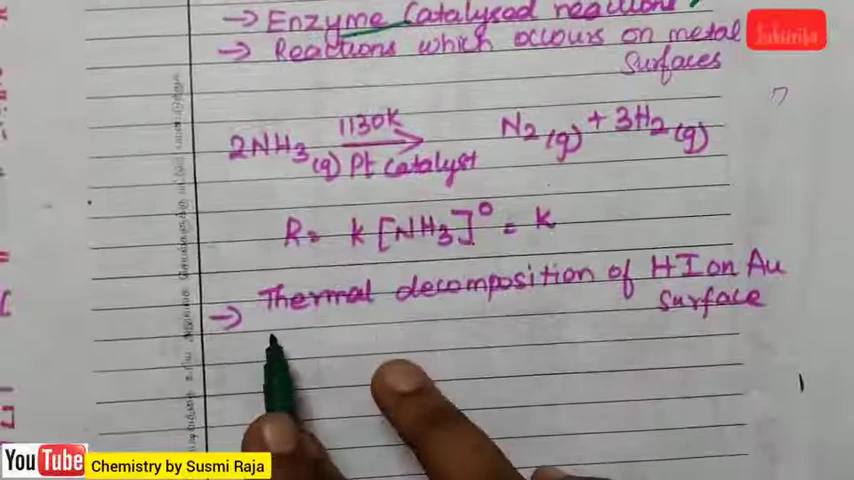 → Enzyme Catalysed reactions
→ Reactions which occurs on metal
Surfaces
Subscribe
1130K
2NH3(g) Pt catalyst N2(g) + 3H2(g)
R= k [NH3]0 = k
→ Thermal decomposition of HI on Au
Surface
YouTube
Chemistry by Susmi Raja